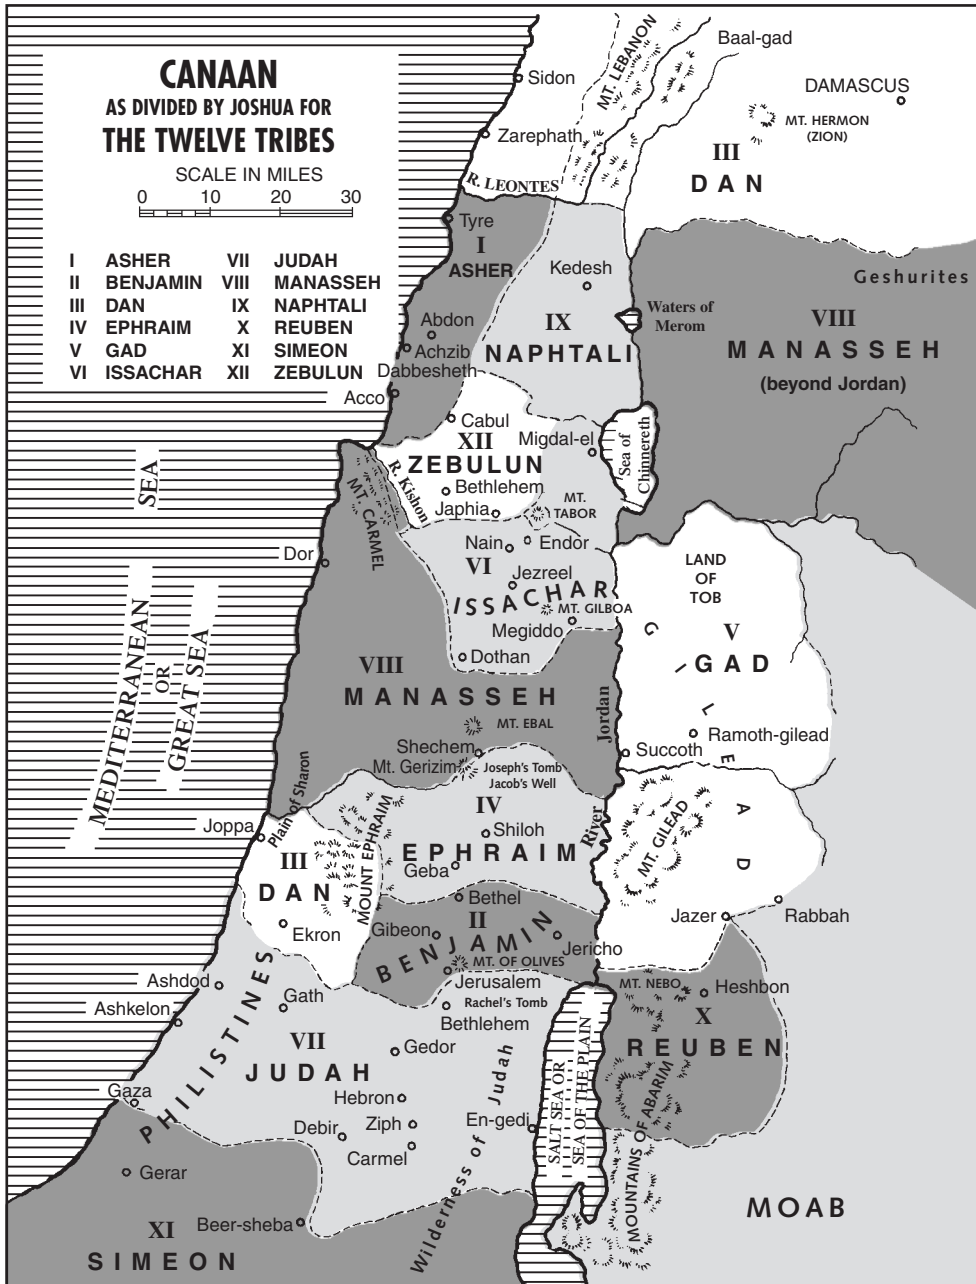 CANAAN
AS DIVIDED BY JOSHUA FOR
THE TWELVE TRIBES
SCALE IN MILES
0 10 20 30
I ASHER VII JUDAH
II BENJAMIN VIII MANASSEH
III DAN IX NAPHTALI
IV EPHRAIM X REUBEN
V GAD XI SIMEON
VI ISSACHAR XII ZEBULUN
Sidon
MT. LEBANON
Baal-gad
DAMASCUS
MT. HERMON
(ZION)
Zarephath
III
DAN
R. LEONTES
Tyre
I
ASHER
Kedesh
Geshurites
Waters of
Merom
IX
NAPHTALI
VIII
MANASSEH
(beyond Jordan)
Abdon
Achzib
Dabbesheth
Acco
Cabul
XII
ZEBULUN
Migdal-el
Sea of
Chinnereth
R. Kishon
Bethlehem
Japhia
MT.
TABOR
MT. CARMEL
SEA
MEDITERRANEAN
OR
GREAT SEA
Dor
Nain
Endor
VI
Jezreel
ISSACHAR
MT. GILBOA
Megiddo
Dothan
LAND
OF
TOB
V
GAD
GILEAD
VIII
MANASSEH
MT. EBAL
Jordan
Ramoth-gilead
Succoth
Shechem
Mt. Gerizim
Joseph's Tomb
Jacob's Well
Plain of Sharon
Joppa
IV
Shiloh
EPHRAIM
River
Geba
MOUNT EPHRAIM
MT. GILEAD
III
DAN
Ekron
Bethel
II
Gibeon
BENJAMIN
Jericho
MT. OF OLIVES
Jazer
Rabbah
Jerusalem
Rachel's Tomb
Bethlehem
MT. NEBO
Heshbon
X
REUBEN
Ashdod
Ashkelon
Gath
PHILISTINES
VII
JUDAH
Gedor
Gaza
Hebron
Debir
Ziph
Carmel
En-gedi
Wilderness of Judah
SALT SEA OR
SEA OF THE PLAIN
MOUNTAINS OF ABARIM
MOAB
Gerar
Beer-sheba
XI
SIMEON